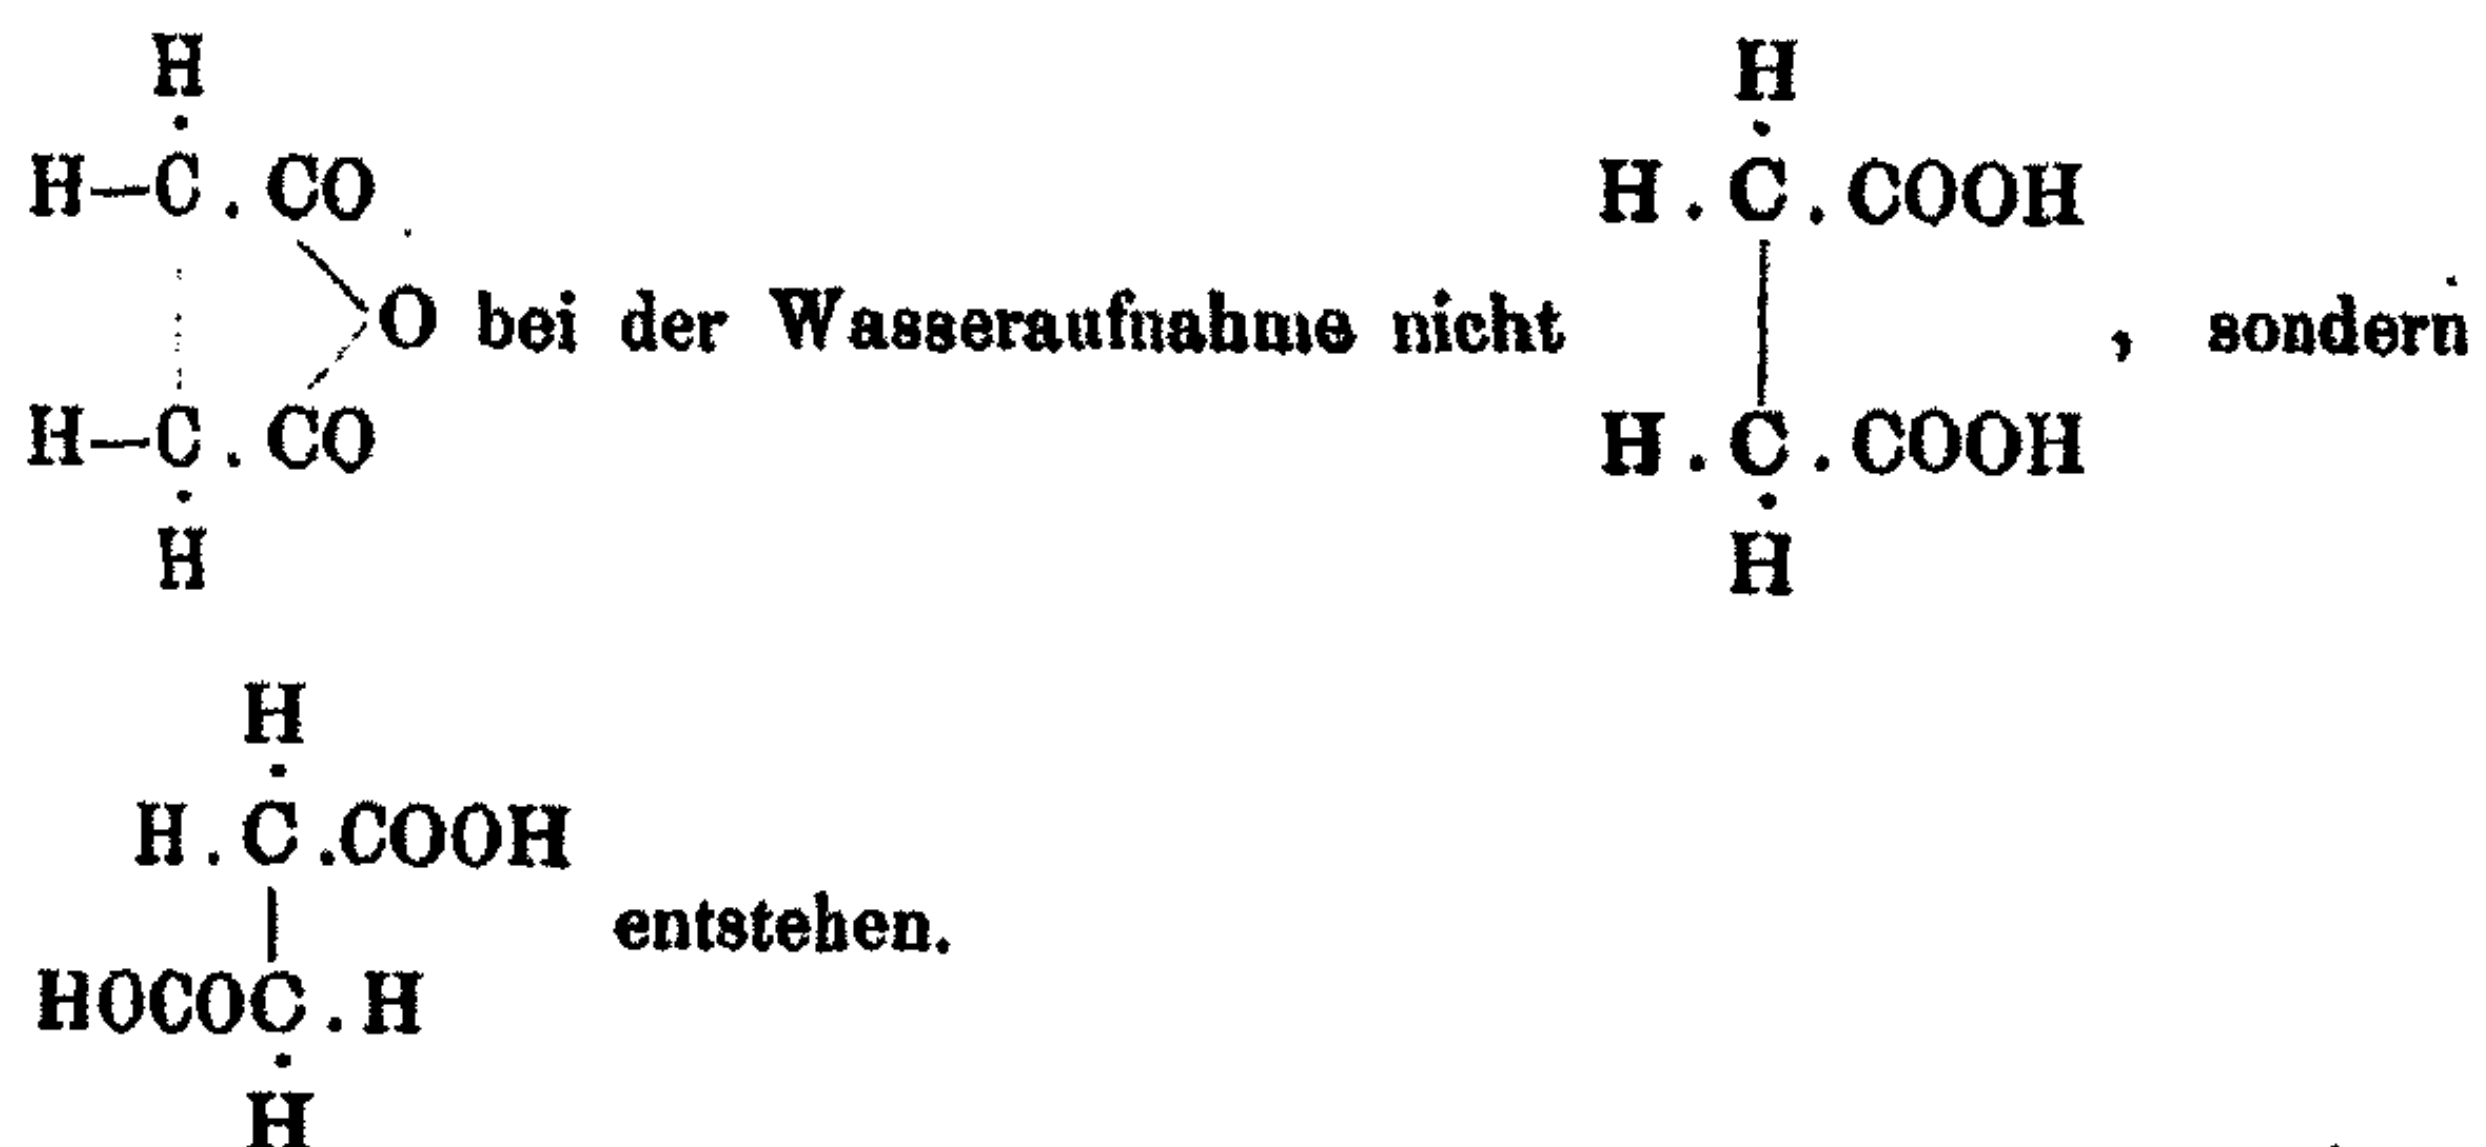 H
H—C . CO
O bei der Wasseraufnahme nicht
H—C . CO
H
H
H . C . COOH
H . C . COOH
H
, sondern
H
H . C . COOH
HOCOC . H
H
entstehen.